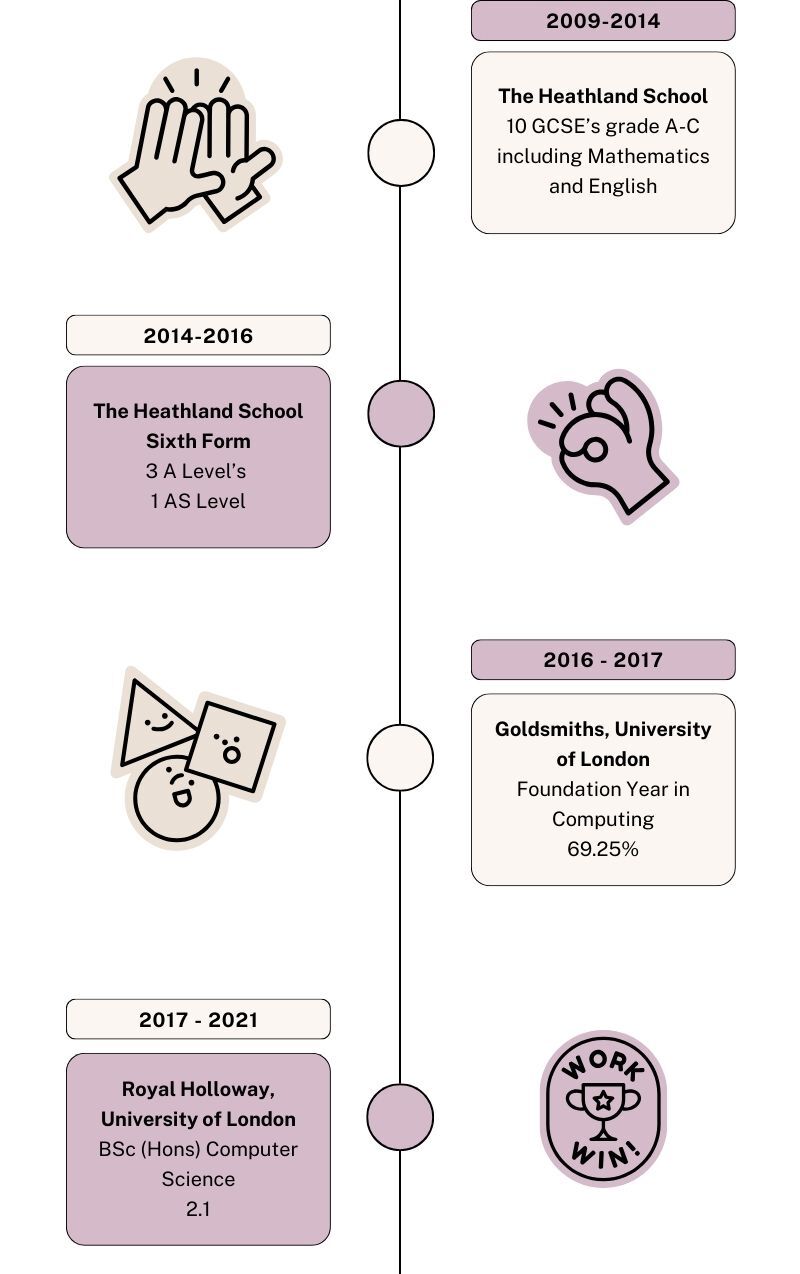 2009-2014
The Heathland School
10 GCSE's grade A-C
including Mathematics
and English
2014-2016
The Heathland School
Sixth Form
3 A Level's
1 AS Level
2016 - 2017
Goldsmiths, University
of London
Foundation Year in
Computing
69.25%
2017 - 2021
Royal Holloway,
University of London
BSc (Hons) Computer
Science
2.1
WORK
WIN!